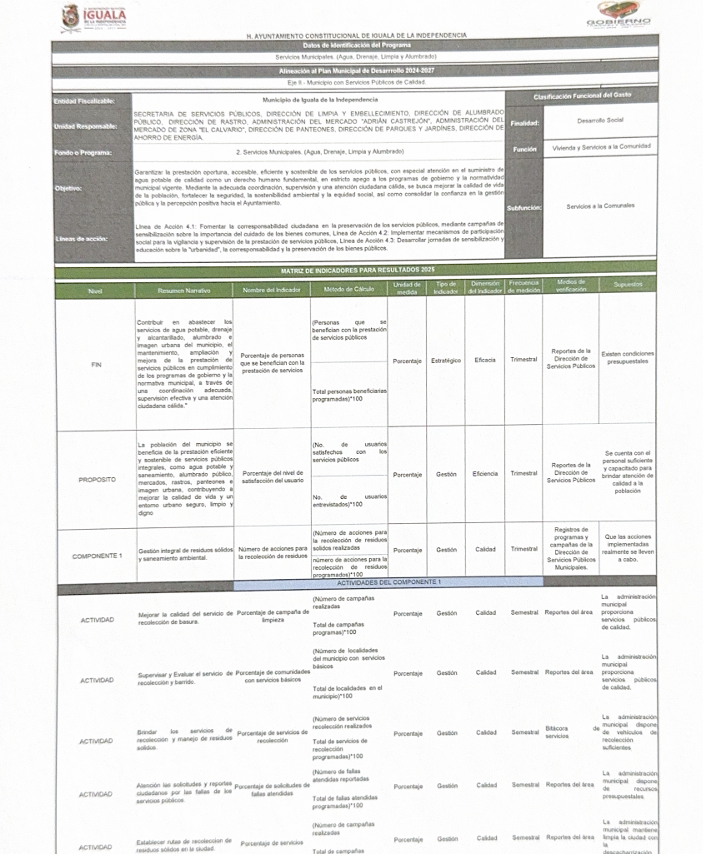 IGUALA
GOBIERNO
H. AYUNTAMIENTO CONSTITUCIONAL DE IGUALA DE LA INDEPENDENCIA
Datos de Identificación del Programa
Servicios Municipales. (Agua, Drenaje, Limpia y Alumbrado)
Alineación al Plan Municipal de Desarrollo 2024-2027
Eje II - Municipio con Servicios Públicos de Calidad.
Entidad Fiscalizable:
Municipio de Iguala de la Independencia
Clasificación Funcional del Gasto
Unidad Responsable:
SECRETARIA DE SERVICIOS PÚBLICOS, DIRECCIÓN DE LIMPIA Y EMBELLECIMIENTO, DIRECCIÓN DE ALUMBRADO
PÚBLICO, DIRECCIÓN DE RASTRO, ADMINISTRACIÓN DEL MERCADO "ADRIÁN CASTREJÓN", ADMINISTRACIÓN DEL
MERCADO DE ZONA "EL CALVARIO", DIRECCIÓN DE PANTEONES, DIRECCIÓN DE PARQUES Y JARDÍNES, DIRECCIÓN DE
AHORRO DE ENERGÍA.
Finalidad:
Desarrollo Social
Fondo o Programa:
2. Servicios Municipales. (Agua, Drenaje, Limpia y Alumbrado)
Función
Vivienda y Servicios a la Comunidad
Objetivo:
Garantizar la prestación oportuna, accesible, eficiente y sostenible de los servicios públicos, con especial atención en el suministro de
agua potable de calidad como un derecho humano fundamental, en estricto apego a los programas de gobierno y la normatividad
municipal vigente. Mediante la adecuada coordinación, supervisión y una atención ciudadana cálida, se busca mejorar la calidad de vida
de la población, fortalecer la seguridad, la sostenibilidad ambiental y la equidad social, así como consolidar la confianza en la gestión
pública y la percepción positiva hacia el Ayuntamiento.
Subfunción:
Servicios a la Comunales
Líneas de acción:
Línea de Acción 4.1: Fomentar la corresponsabilidad ciudadana en la preservación de los servicios públicos, mediante campañas de
sensibilización sobre la importancia del cuidado de los bienes comunes, Línea de Acción 4.2: Implementar mecanismos de participación
social para la vigilancia y supervisión de la prestación de servicios públicos, Línea de Acción 4.3: Desarrollar jornadas de sensibilización y
educación sobre la "urbanidad", la corresponsabilidad y la preservación de los bienes públicos.
MATRIZ DE INDICADORES PARA RESULTADOS 2025
Nivel
Resumen Narrativo
Nombre del Indicador
Método de Cálculo
Unidad de
medida
Tipo de
Indicador
Dimensión
del Indicador
Frecuencia
de medición
Medios de
verificación
Supuestos
FIN
Contribuir en abastecer los
servicios de agua potable, drenaje
y alcantarillado, alumbrado e
imagen urbana del municipio, el
mantenimiento, ampliación y
mejora de la prestación de
servicios públicos en cumplimiento
de los programas de gobierno y la
normativa municipal, a través de
una coordinación adecuada,
supervisión efectiva y una atención
ciudadana cálida."
Porcentaje de personas
que se benefician con la
prestación de servicios
(Personas que se
benefician con la prestación
de servicios públicos
Total personas beneficiarias
programadas)*100
Porcentaje
Estratégico
Eficacia
Trimestral
Reportes de la
Dirección de
Servicios Públicos
Existen condiciones
presupuestales
PROPOSITO
La población del municipio se
beneficia de la prestación eficiente
y sostenible de servicios públicos
integrales, como agua potable y
saneamiento, alumbrado público,
mercados, rastros, panteones e
imagen urbana, contribuyendo a
mejorar la calidad de vida y un
entorno urbano seguro, limpio y
digno
Porcentaje del nivel de
satisfacción del usuario
(No. de usuarios
satisfechos con los
servicios públicos
No. de usuarios
entrevistados)*100
Porcentaje
Gestión
Eficiencia
Trimestral
Reportes de la
Dirección de
Servicios Públicos
Se cuenta con el
personal suficiente
y capacitado para
brindar atención de
calidad a la
población
COMPONENTE 1
Gestión integral de residuos sólidos
y saneamiento ambiental.
Número de acciones para
la recolección de residuos
(Número de acciones para
la recolección de residuos
sólidos realizadas
número acciones para la
recolección de residuos
programados)*100
Porcentaje
Gestión
Calidad
Trimestral
Registros de
programas y
campañas de la
Dirección de
Servicios Públicos
Municipales.
Que las acciones
implementadas
realmente se lleven
a cabo.
ACTIVIDADES DEL COMPONENTE 1
ACTIVIDAD
Mejorar la calidad del servicio de
recolección de basura.
Porcentaje de campaña de
limpieza
(Número de campañas
realizadas
Total de campañas
programas)*100
Porcentaje
Gestión
Calidad
Semestral
Reportes del área
La administración
municipal
proporciona
servicios públicos
de calidad.
ACTIVIDAD
Supervisar y Evaluar el servicio de
recolección y barrido.
Porcentaje de comunidades
con servicios básicos
(Número de localidades
del municipio con servicios
básicos
Total de localidades en el
municipio)*100
Porcentaje
Gestión
Calidad
Semestral
Reportes del área
La administración
municipal
proporciona
servicios públicos
de calidad.
ACTIVIDAD
Brindar los servicios de
recolección y manejo de residuos
sólidos.
Porcentaje de servicios de
recolección
(Número de servicios
recolección realizados
Total de servicios de
recolección
programadas)*100
Porcentaje
Gestión
Calidad
Semestral
Bitácora de
servicios
La administración
municipal dispone
de vehículos de
recolección
suficientes
ACTIVIDAD
Atención las solicitudes y reportes
ciudadanos por las fallas de los
servicios públicos.
Porcentaje de solicitudes de
fallas atendidas
(Número de fallas
atendidas reportadas
Total de fallas atendidas
programadas)*100
Porcentaje
Gestión
Calidad
Semestral
Reportes del área
La administración
municipal dispone
de recursos
presupuestales
ACTIVIDAD
Establecer rutas de recolección de
residuos sólidos en la ciudad.
Porcentaje de servicios
(Número de campañas
realizadas
Total de campañas
Porcentaje
Gestión
Calidad
Semestral
Reportes del área
La administración
municipal mantiene
limpia la ciudad con
la